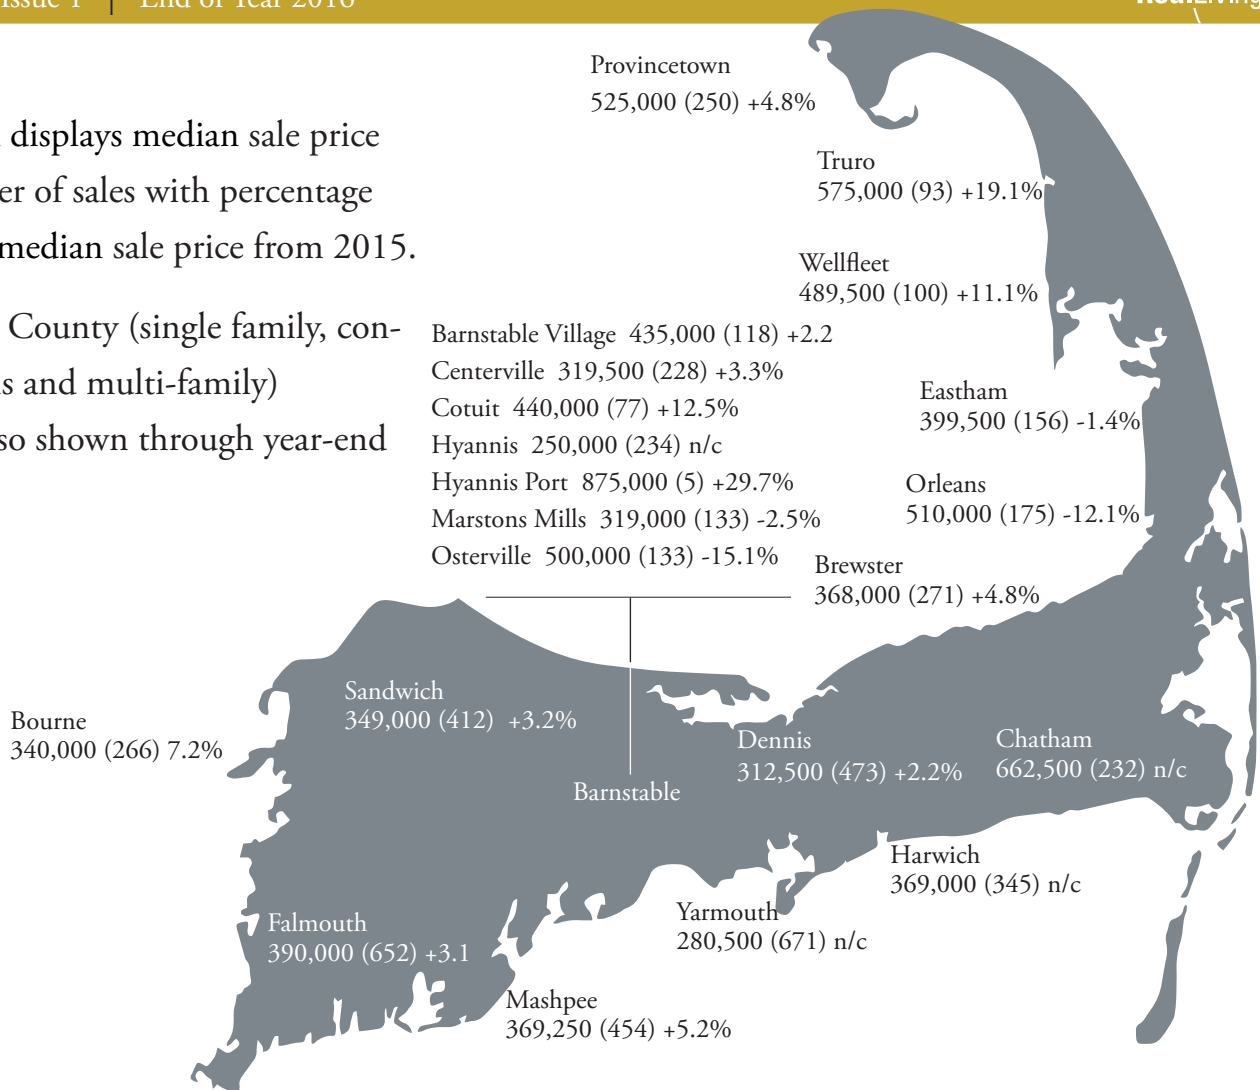 Issue 1 | End of Year 2016
displays median sale price
er of sales with percentage
median sale price from 2015.
County (single family, con-
s and multi-family)
so shown through year-end
Provincetown
525,000 (250) +4.8%
Truro
575,000 (93) +19.1%
Wellfleet
489,500 (100) +11.1%
Barnstable Village 435,000 (118) +2.2
Centerville 319,500 (228) +3.3%
Cotuit 440,000 (77) +12.5%
Hyannis 250,000 (234) n/c
Hyannis Port 875,000 (5) +29.7%
Marstons Mills 319,000 (133) -2.5%
Osterville 500,000 (133) -15.1%
Eastham
399,500 (156) -1.4%
Orleans
510,000 (175) -12.1%
Brewster
368,000 (271) +4.8%
Sandwich
349,000 (412) +3.2%
Bourne
340,000 (266) 7.2%
Dennis
312,500 (473) +2.2%
Chatham
662,500 (232) n/c
Barnstable
Harwich
369,000 (345) n/c
Yarmouth
280,500 (671) n/c
Falmouth
390,000 (652) +3.1
Mashpee
369,250 (454) +5.2%